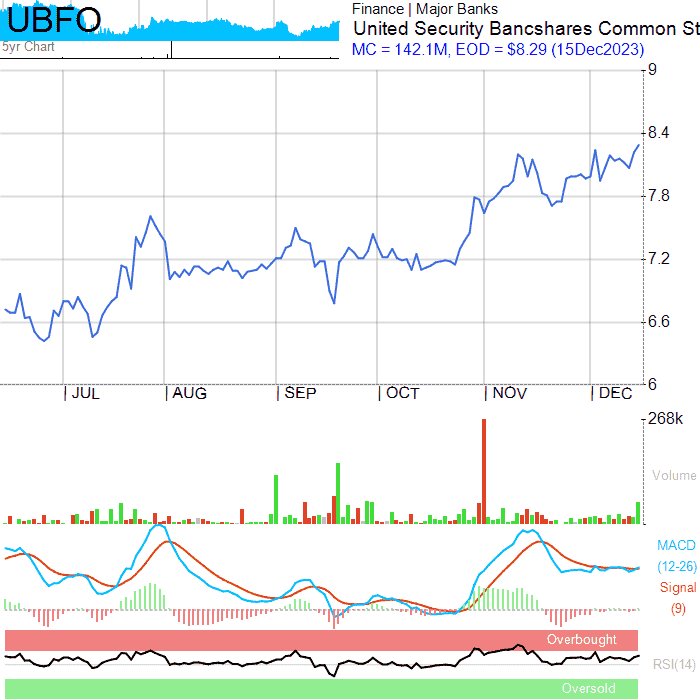 UBFO
5yr Chart
Finance | Major Banks
United Security Bancshares Common St
MC = 142.1M, EOD = $8.29 (15Dec2023)
9
8.4
7.8
7.2
6.6
6
JUL AUG SEP OCT NOV DEC
268k
Volume
MACD
(12-26)
Signal
(9)
Overbought
RSI(14)
Oversold